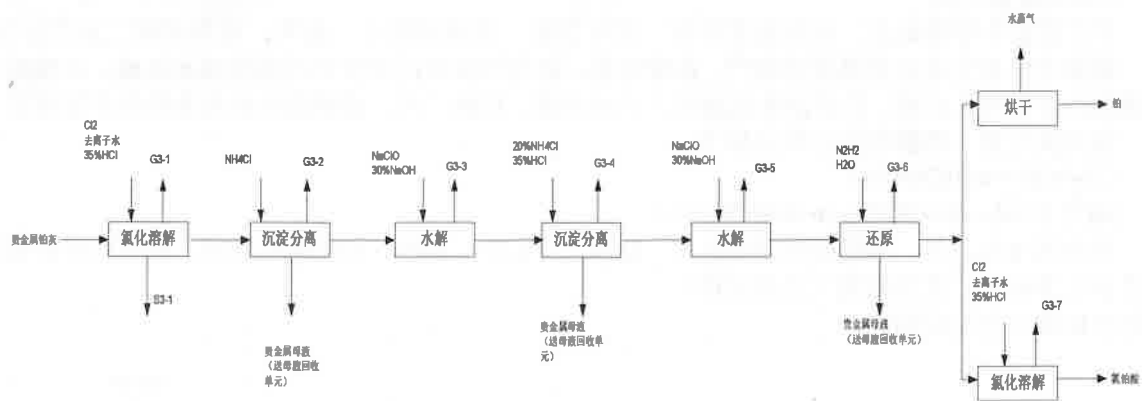 水蒸气
烘干
铂
Cl2
去离子水
35%HCl
G3-1
NH4Cl
G3-2
NaClO
30%NaOH
G3-3
20%NH4Cl
35%HCl
G3-4
NaClO
30%NaOH
G3-5
N2H2
H2O
G3-6
贵金属铂灰
氯化溶解
沉淀分离
水解
沉淀分离
水解
还原
Cl2
去离子水
35%HCl
G3-7
S3-1
贵金属母液
（送母液回收
单元）
贵金属母液
（送母液回收
单元）
贵金属母液
（送母液回收单元）
氯化溶解
氯铂酸